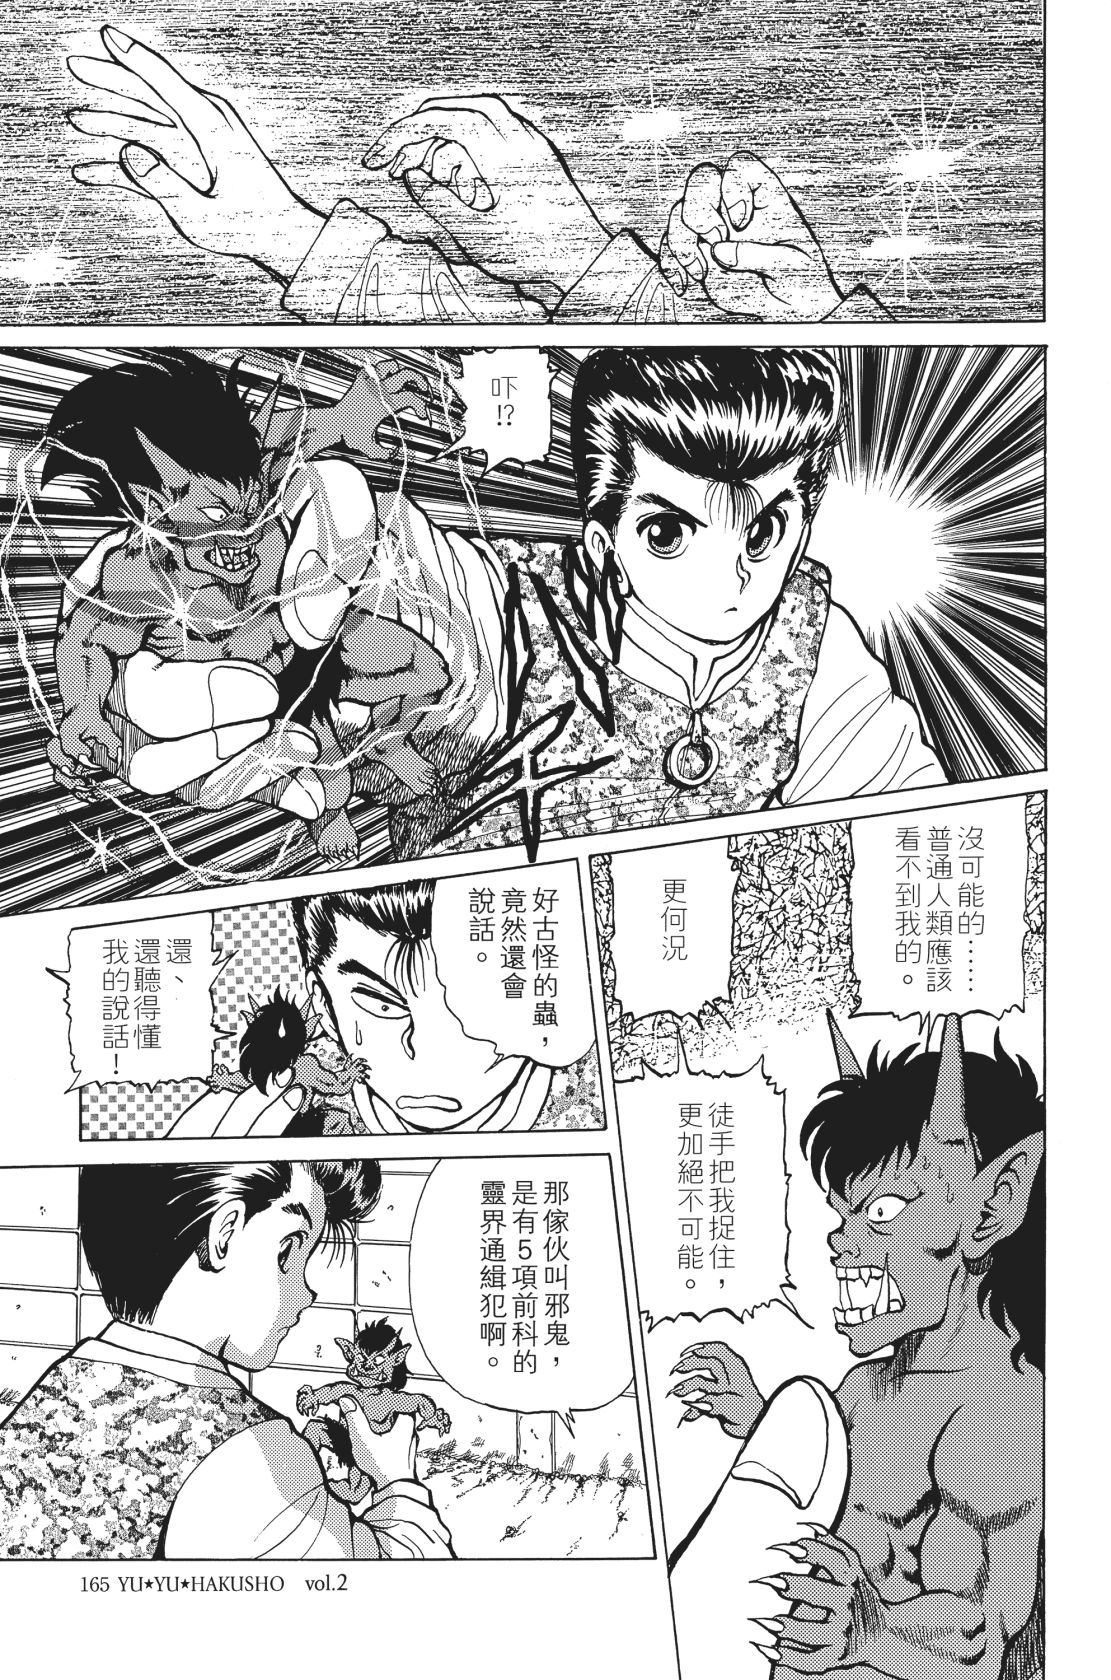 吓!?
沒可能的……
普通人類應該
看不到我的。
更何況
徒手把我捉住，
更加絕不可能。
好古怪的蟲，
竟然還會
說話。
還、
還聽得懂
我的說話！
那傢伙叫邪鬼，
是有5項前科的
靈界通緝犯啊。
165 YU★YU★HAKUSHO vol.2